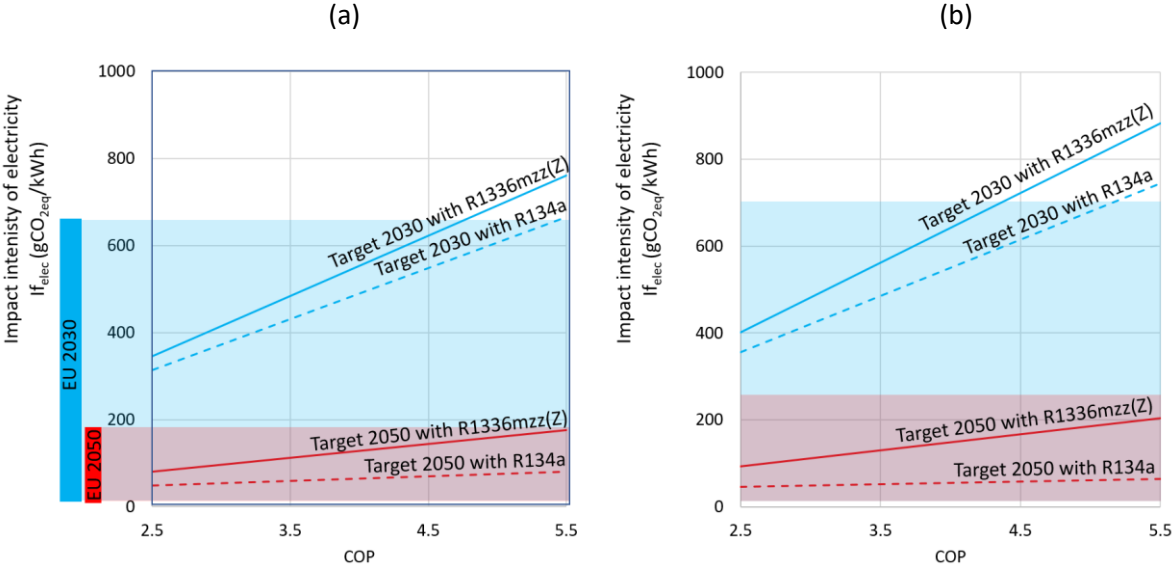 (a)
Impact intenisty of electricity
If_elec (gCO_2eq/kWh)
1000
800
600
400
200
0
EU 2030
EU 2050
Target 2030 with R1336mzz(Z)
Target 2030 with R134a
Target 2050 with R1336mzz(Z)
Target 2050 with R134a
2.5
3.5
4.5
5.5
COP
(b)
Impact intensity of electricity
If_elec (gCO_2eq/kWh)
1000
800
600
400
200
0
Target 2030 with R1336mzz(Z)
Target 2030 with R134a
Target 2050 with R1336mzz(Z)
Target 2050 with R134a
2.5
3.5
4.5
5.5
COP